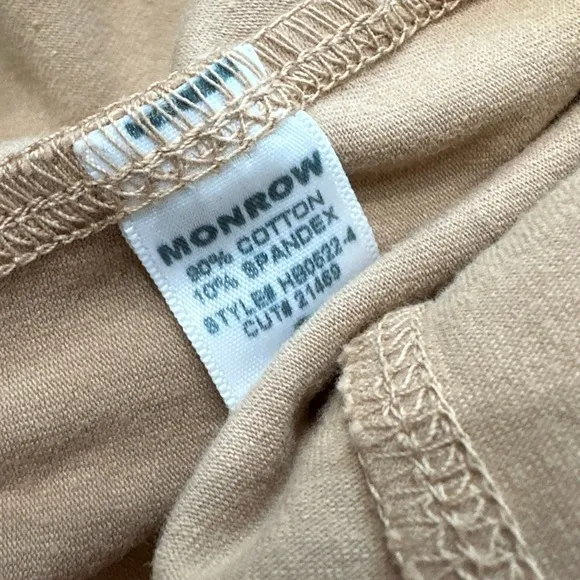 MONROW
90% COTTON
10% SPANDEX
STYLE# HB0522-4
CUT# 21469